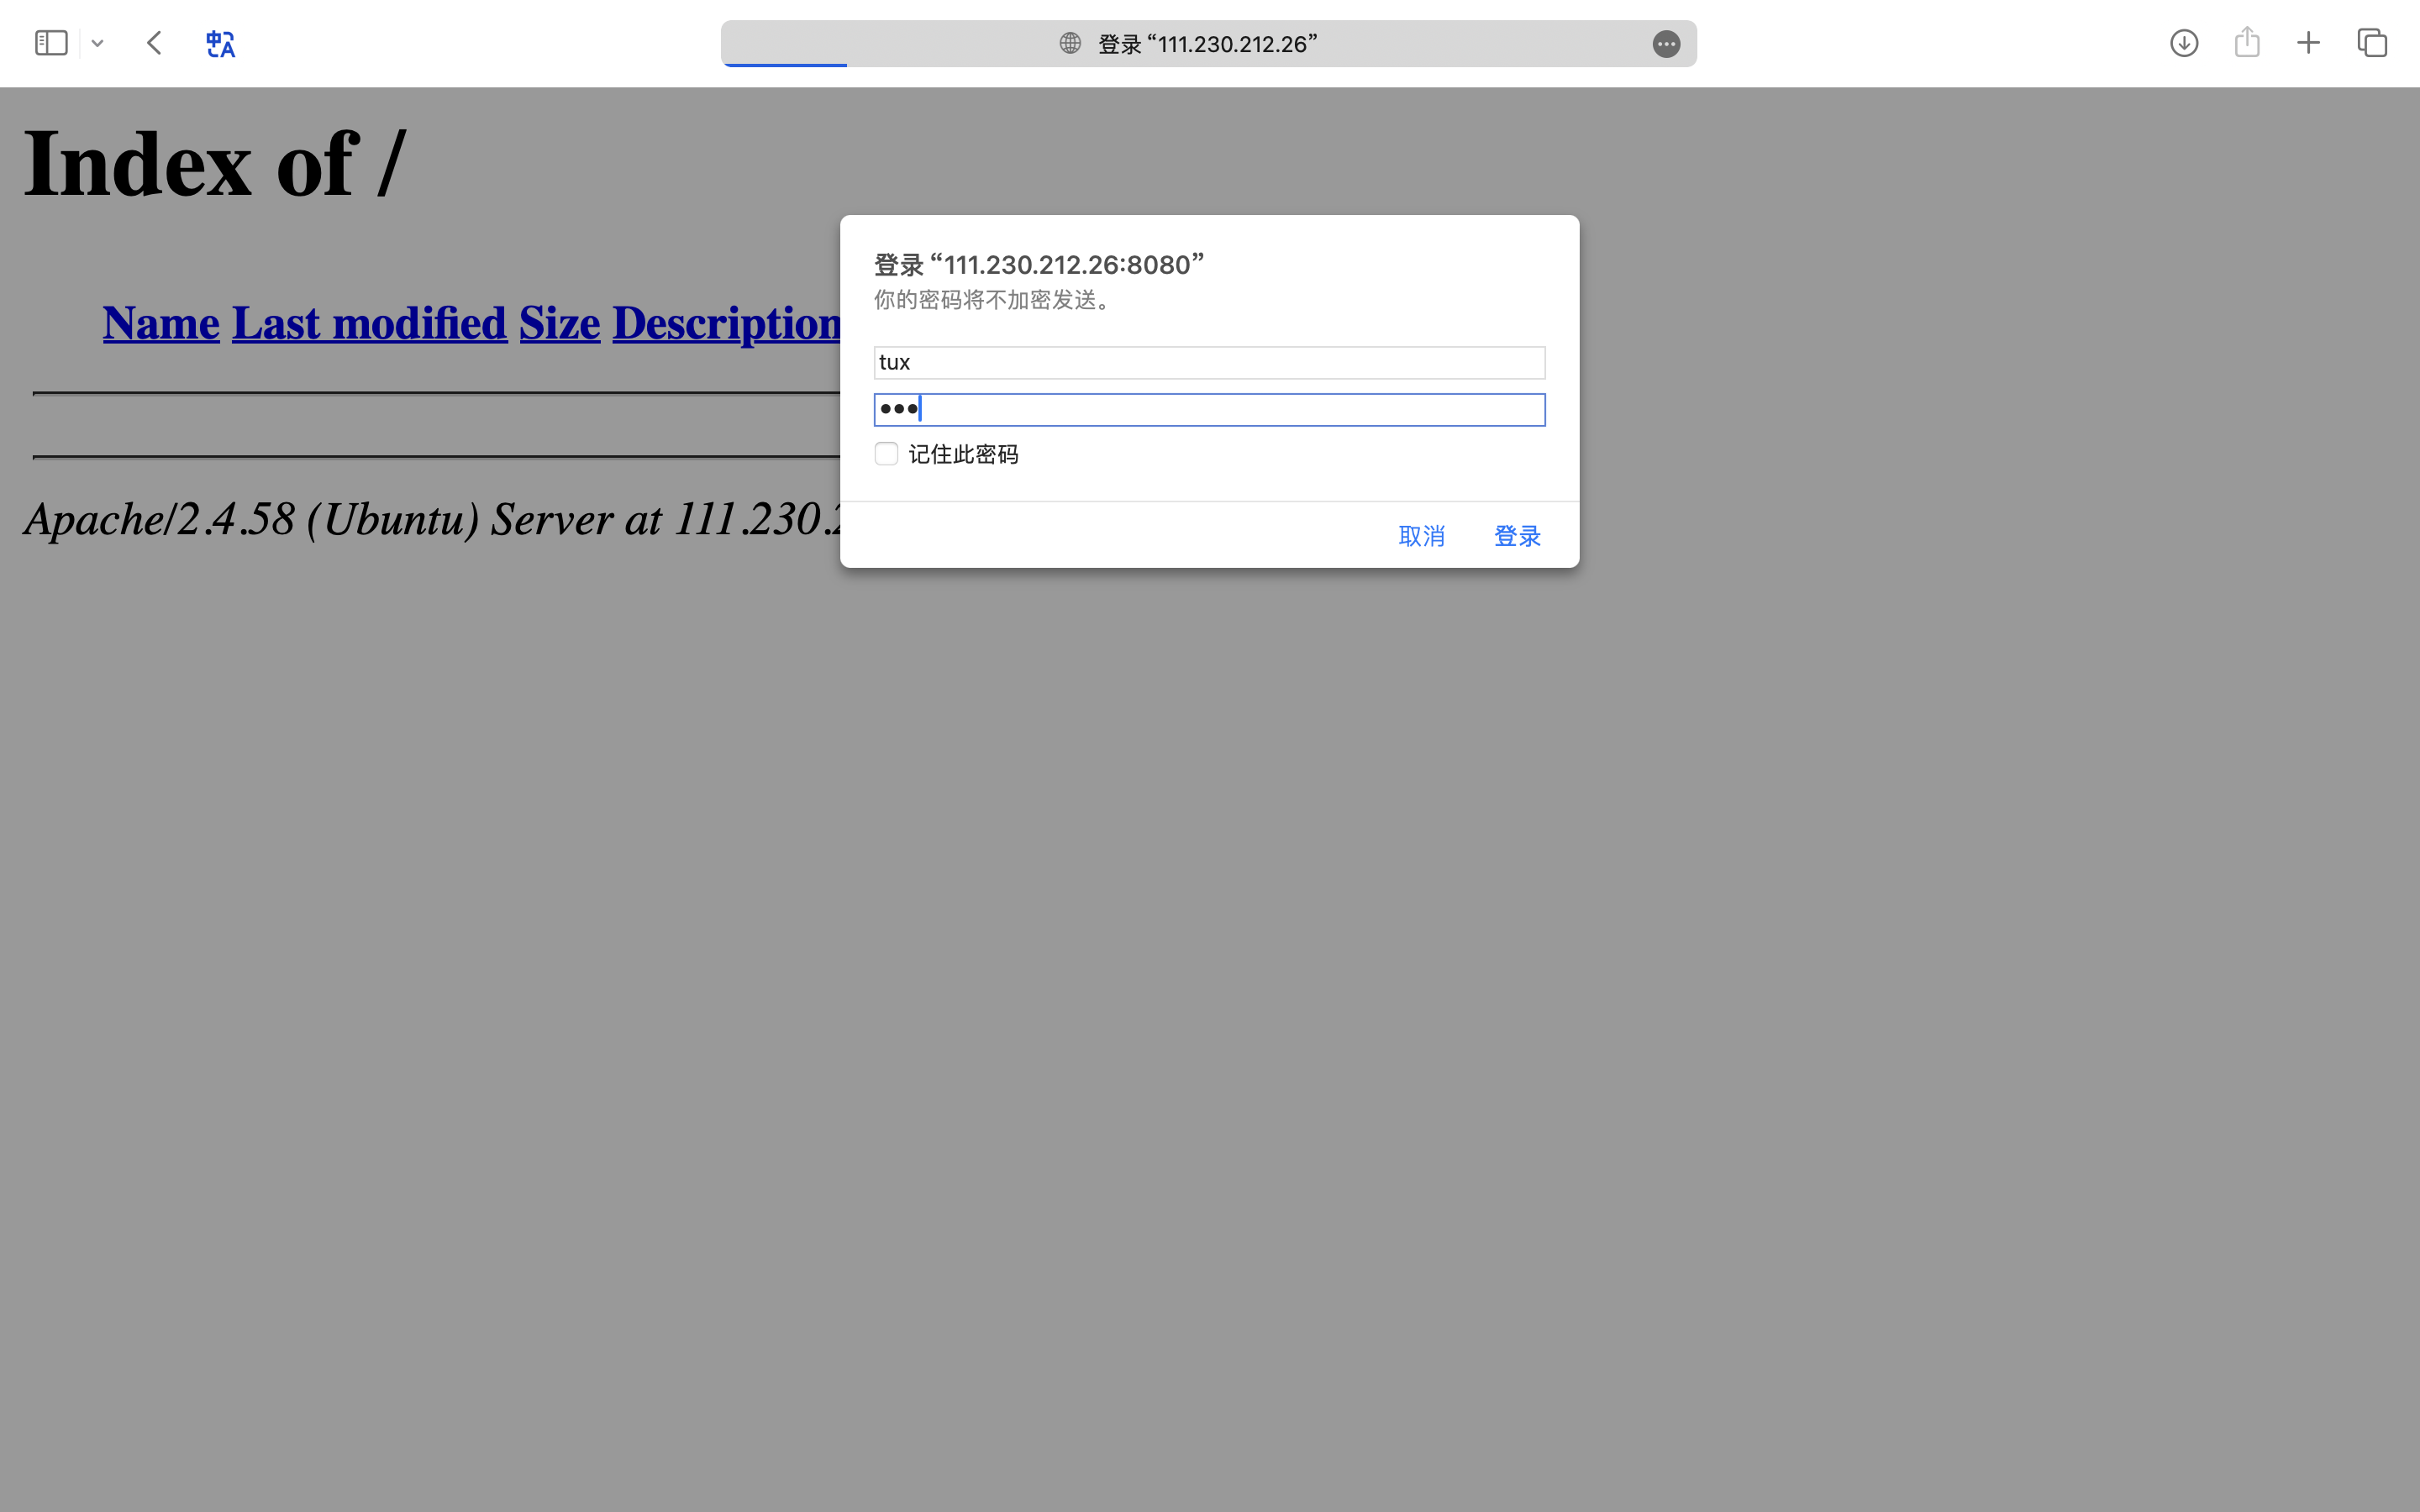 登录 “111.230.212.26”
Index of /
Name Last modified Size Description
Apache/2.4.58 (Ubuntu) Server at 111.230.
登录 “111.230.212.26:8080”
你的密码将不加密发送。
tux
•••
记住此密码
取消 登录